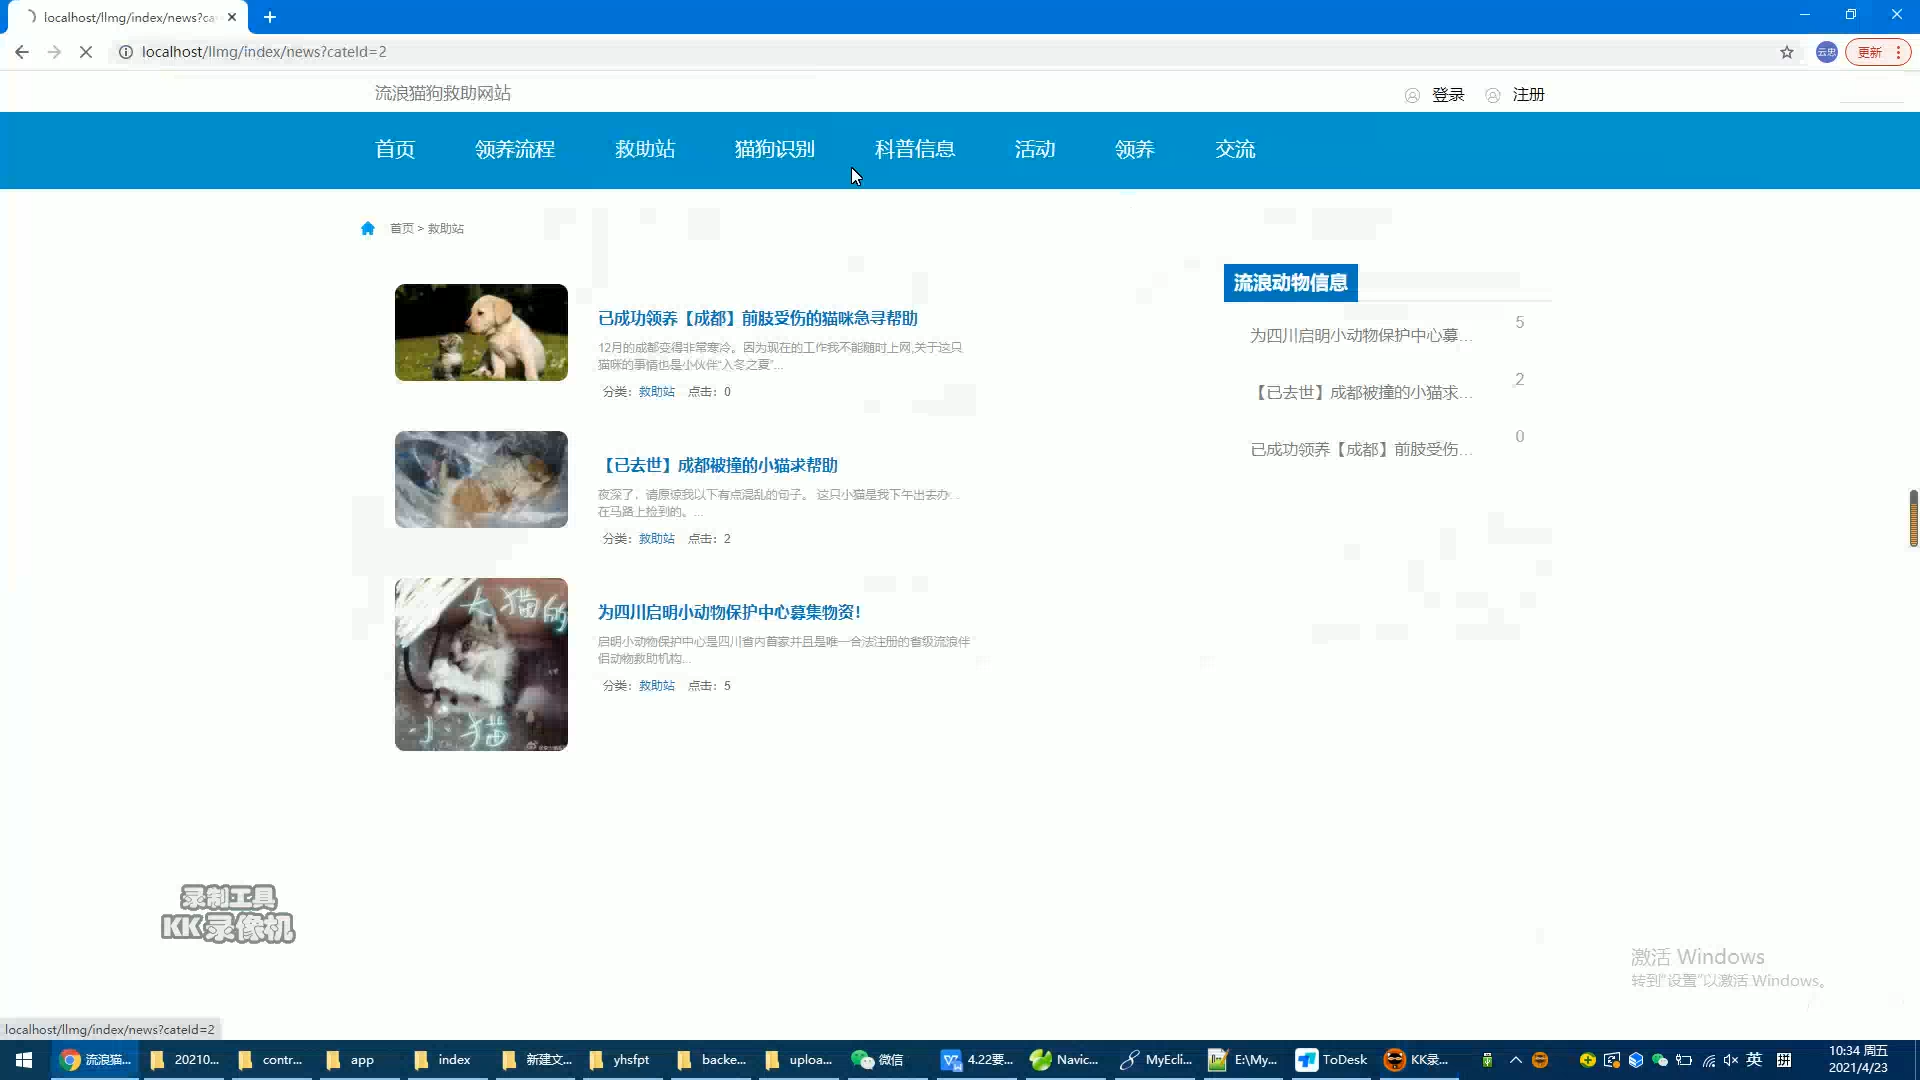 localhost/llmg/index/news?ca
localhost/llmg/index/news?cateId=2
云忠
更新
流浪猫狗救助网站
登录
注册
首页
领养流程
救助站
猫狗识别
科普信息
活动
领养
交流
首页 > 救助站
已成功领养【成都】前肢受伤的猫咪急寻帮助
12月的成都变得非常寒冷。因为现在的工作我不能随时上网,关于这只
猫咪的事情也是小伙伴“入冬之夏”...
分类：救助站 点击：0
【已去世】成都被撞的小猫求帮助
夜深了，请原谅我以下有点混乱的句子。 这只小猫是我下午出去办
在马路上捡到的。...
分类：救助站 点击：2
大猫的
小猫
为四川启明小动物保护中心募集物资！
启明小动物保护中心是四川省内首家并且是唯一合法注册的省级流浪伴
侣动物救助机构...
分类：救助站 点击：5
流浪动物信息
为四川启明小动物保护中心募...
5
【已去世】成都被撞的小猫求...
2
已成功领养【成都】前肢受伤...
0
录制工具
KK录像机
激活 Windows
转到“设置”以激活 Windows。
localhost/llmg/index/news?cateId=2
流浪猫...
20210...
contr...
app
index
新建文...
yhsfpt
backe...
uploa...
微信
4.22要...
Navic...
MyEcli...
E:\My...
ToDesk
KK录...
英
拼
10:34 周五
2021/4/23